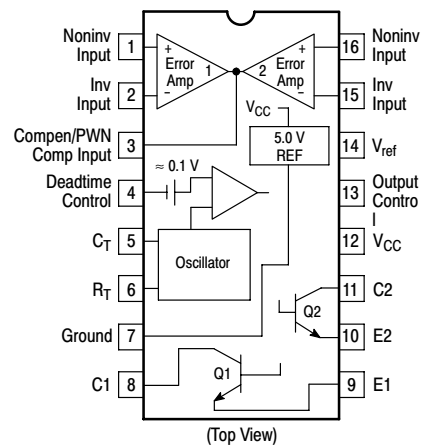 Noninv
Input
1
Inv
Input
2
Compen/PWN
Comp Input
3
Deadtime
Control
4
CT
5
RT
6
Ground
7
C1
8
+
Error
Amp
1
−
+
2 Error
Amp
−
VCC
5.0 V
REF
≈ 0.1 V
Oscillator
Q2
Q1
16
Noninv
Input
15
Inv
Input
14
Vref
13
Output
Contro
l
12
VCC
11
C2
10
E2
9
E1
(Top View)